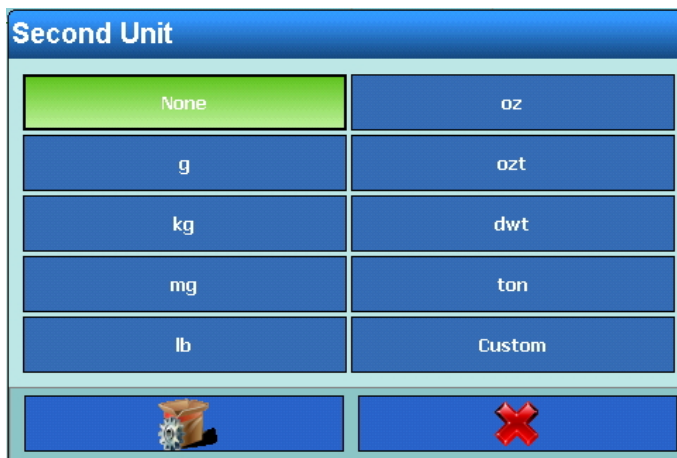 Second Unit
None
oz
g
ozt
kg
dwt
mg
ton
lb
Custom